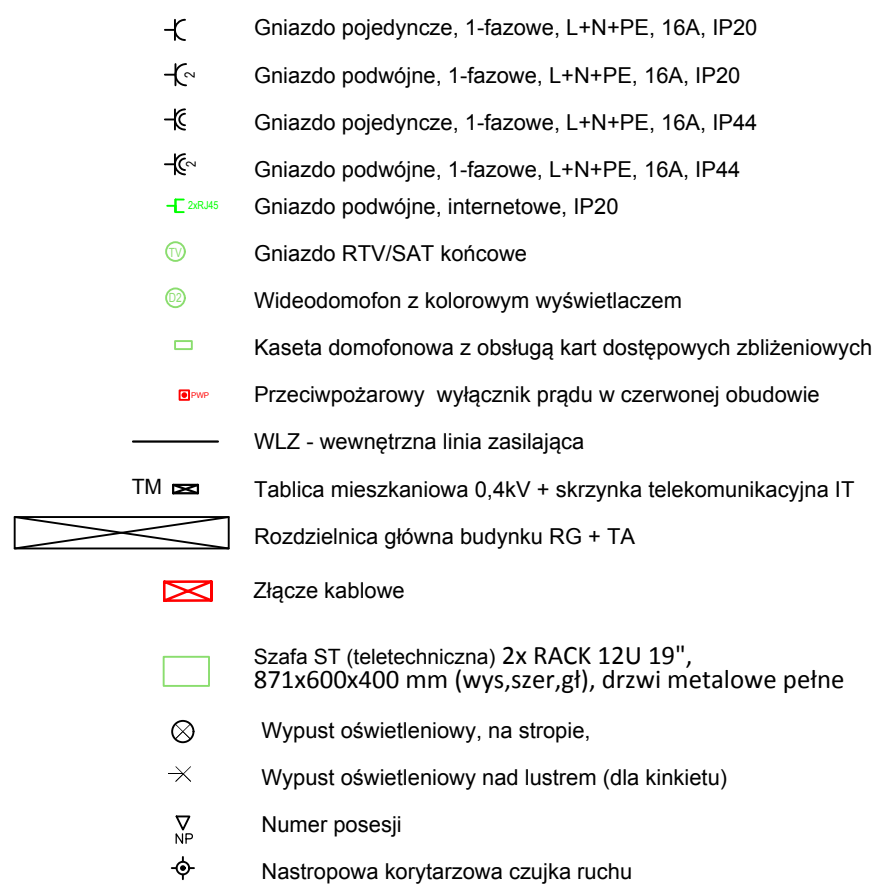 Gniazdo pojedyncze, 1-fazowe, L+N+PE, 16A, IP20
2 Gniazdo podwójne, 1-fazowe, L+N+PE, 16A, IP20
Gniazdo pojedyncze, 1-fazowe, L+N+PE, 16A, IP44
2 Gniazdo podwójne, 1-fazowe, L+N+PE, 16A, IP44
2xRJ45 Gniazdo podwójne, internetowe, IP20
TV Gniazdo RTV/SAT końcowe
D2 Wideodomofon z kolorowym wyświetlaczem
Kaseta domofonowa z obsługą kart dostępowych zbliżeniowych
PWP Przeciwpożarowy wyłącznik prądu w czerwonej obudowie
WLZ - wewnętrzna linia zasilająca
TM Tablica mieszkaniowa 0,4kV + skrzynka telekomunikacyjna IT
Rozdzielnica główna budynku RG + TA
Złącze kablowe
Szafa ST (teletechniczna) 2x RACK 12U 19",
871x600x400 mm (wys,szer,gł), drzwi metalowe pełne
Wypust oświetleniowy, na stropie,
Wypust oświetleniowy nad lustrem (dla kinkietu)
NP Numer posesji
Nastropowa korytarzowa czujka ruchu